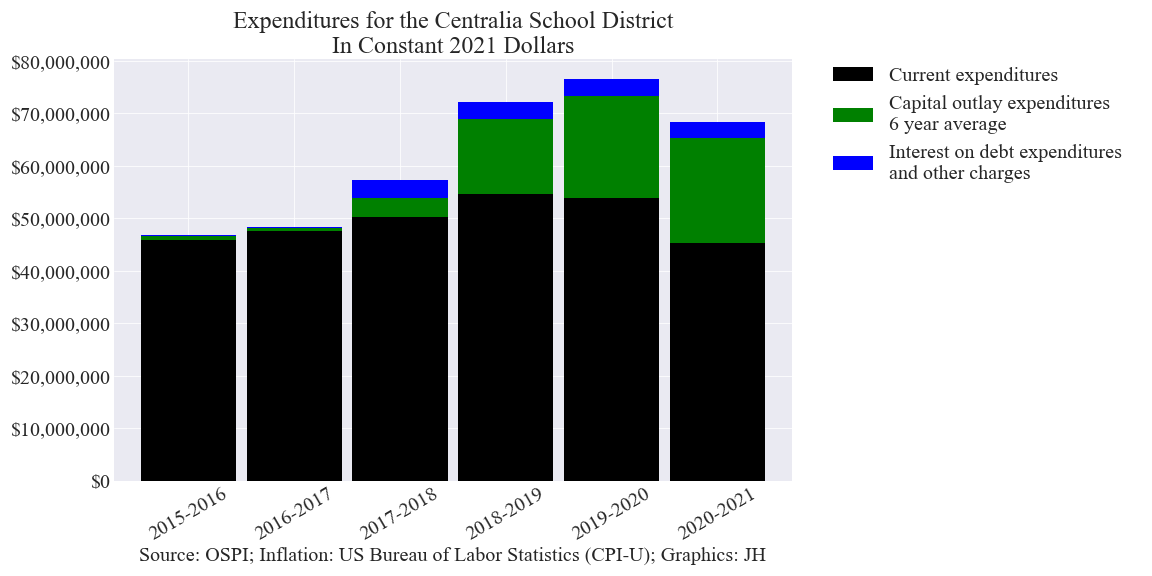 Expenditures for the Centralia School District
In Constant 2021 Dollars
$80,000,000
$70,000,000
$60,000,000
$50,000,000
$40,000,000
$30,000,000
$20,000,000
$10,000,000
$0
2015-2016
2016-2017
2017-2018
2018-2019
2019-2020
2020-2021
Source: OSPI; Inflation: US Bureau of Labor Statistics (CPI-U); Graphics: JH
Current expenditures
Capital outlay expenditures
6 year average
Interest on debt expenditures
and other charges